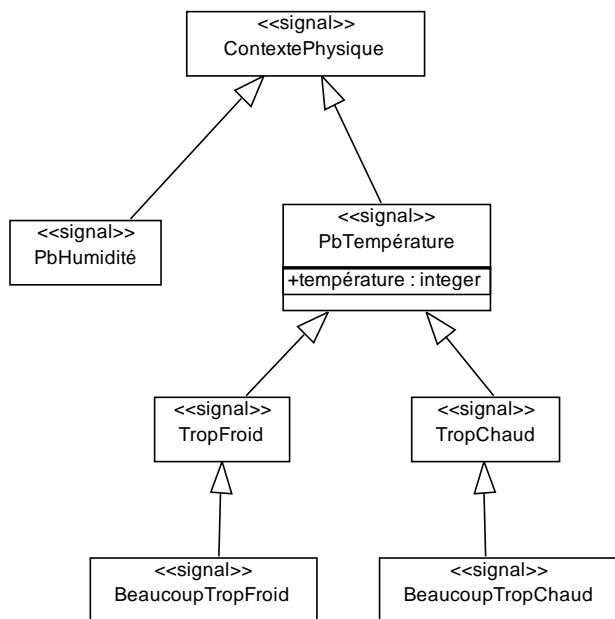 <<signal>>
ContextePhysique
<<signal>>
PbHumidité
<<signal>>
PbTempérature
+température : integer
<<signal>>
TropFroid
<<signal>>
TropChaud
<<signal>>
BeaucoupTropFroid
<<signal>>
BeaucoupTropChaud